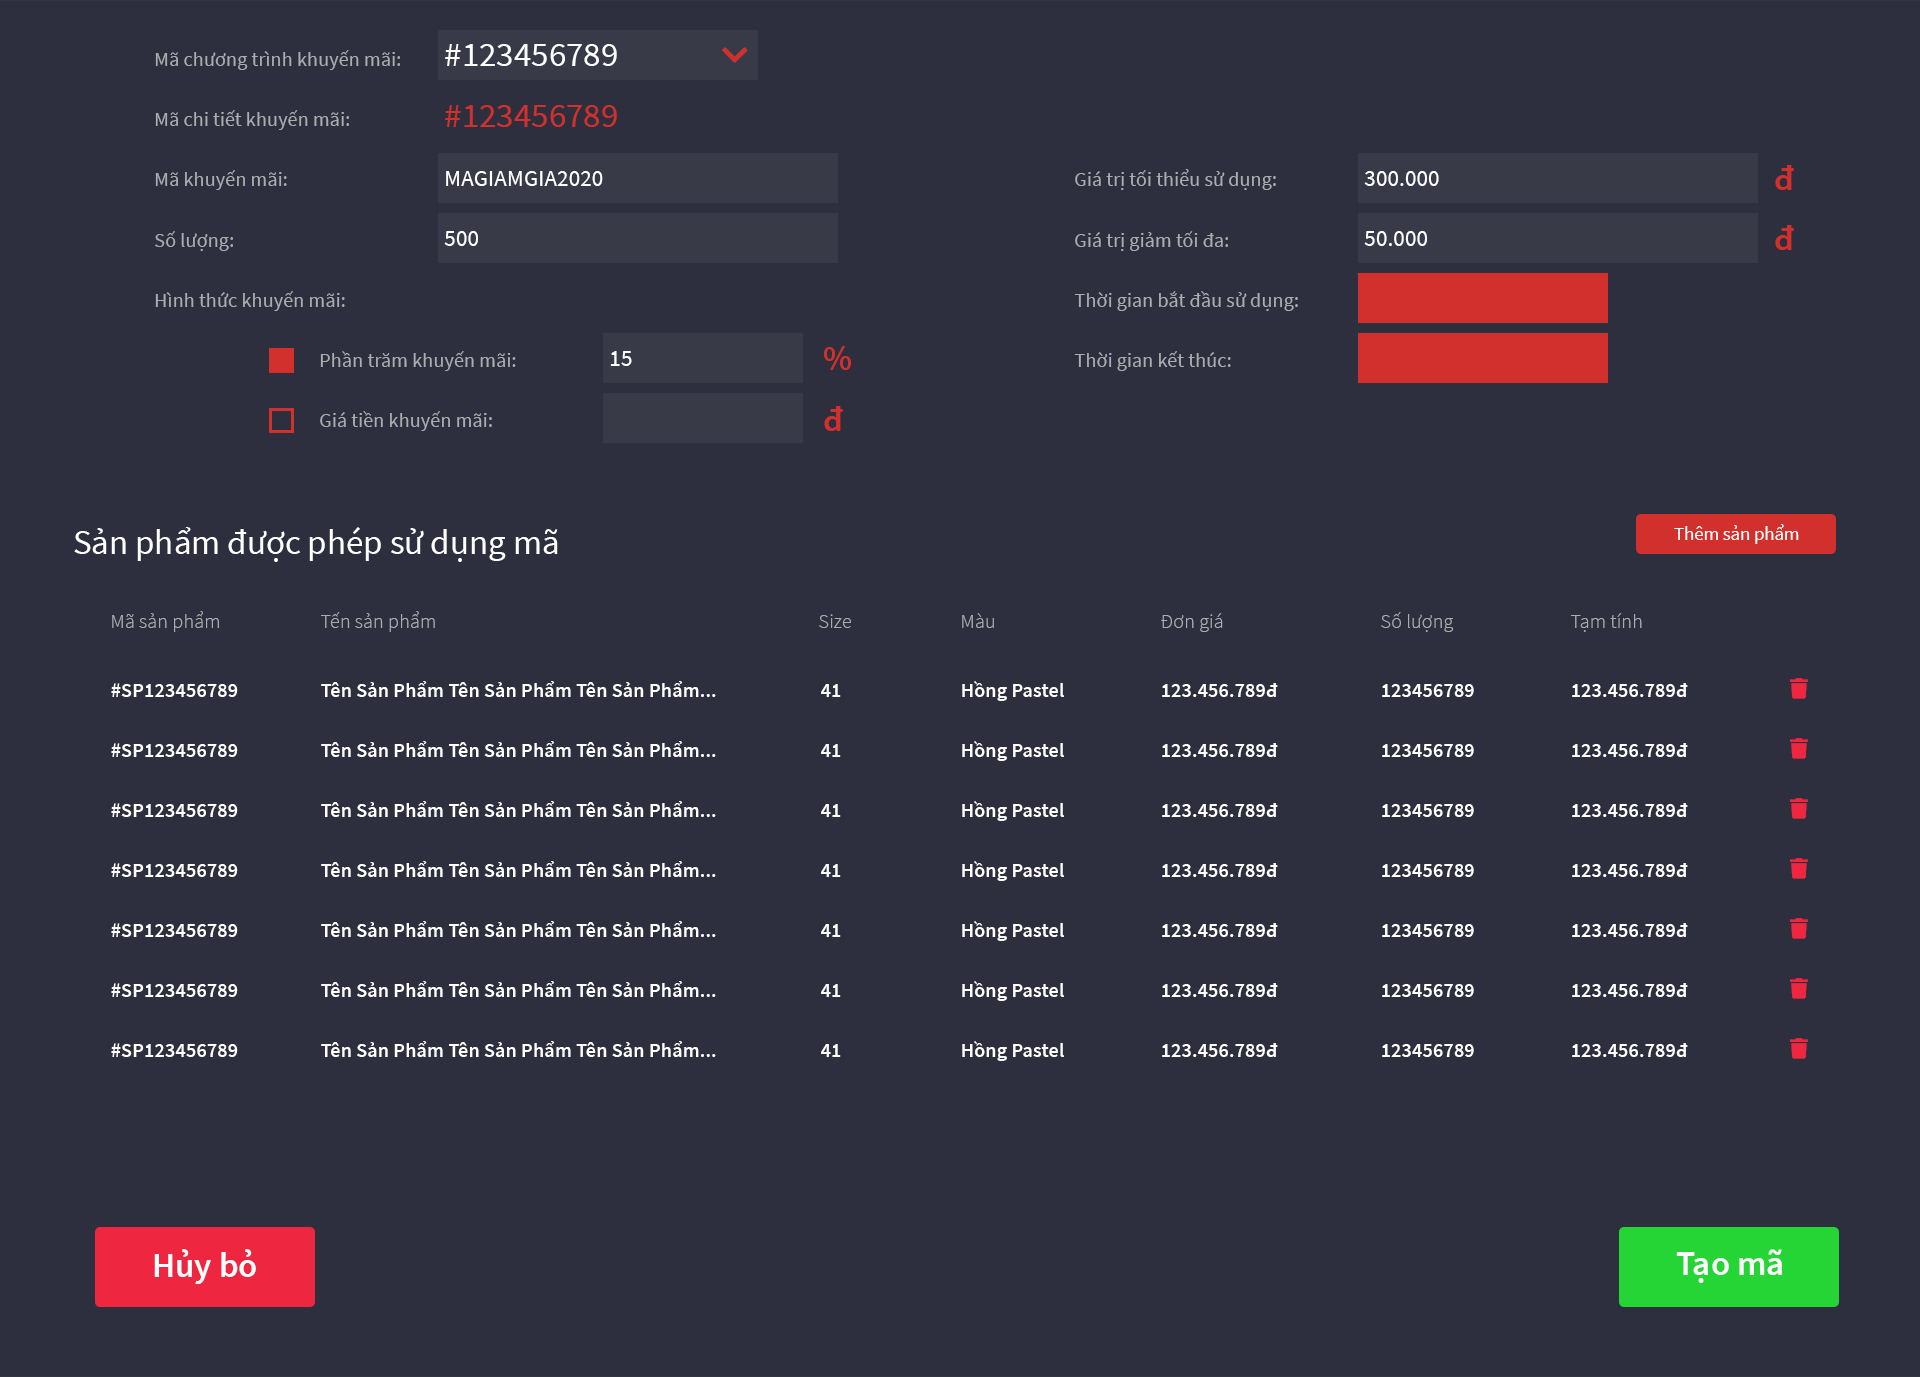 Mã chương trình khuyến mãi: #123456789
Mã chi tiết khuyến mãi: #123456789
Mã khuyến mãi: MAGIAMGIA2020
Số lượng: 500
Hình thức khuyến mãi:
Phần trăm khuyến mãi: 15 %
Giá tiền khuyến mãi: đ
Giá trị tối thiểu sử dụng: 300.000 đ
Giá trị giảm tối đa: 50.000 đ
Thời gian bắt đầu sử dụng:
Thời gian kết thúc:
Sản phẩm được phép sử dụng mã
Thêm sản phẩm
Mã sản phẩm Tến sản phẩm Size Màu Đơn giá Số lượng Tạm tính
#SP123456789 Tên Sản Phẩm Tên Sản Phẩm Tên Sản Phẩm... 41 Hồng Pastel 123.456.789đ 123456789 123.456.789đ
#SP123456789 Tên Sản Phẩm Tên Sản Phẩm Tên Sản Phẩm... 41 Hồng Pastel 123.456.789đ 123456789 123.456.789đ
#SP123456789 Tên Sản Phẩm Tên Sản Phẩm Tên Sản Phẩm... 41 Hồng Pastel 123.456.789đ 123456789 123.456.789đ
#SP123456789 Tên Sản Phẩm Tên Sản Phẩm Tên Sản Phẩm... 41 Hồng Pastel 123.456.789đ 123456789 123.456.789đ
#SP123456789 Tên Sản Phẩm Tên Sản Phẩm Tên Sản Phẩm... 41 Hồng Pastel 123.456.789đ 123456789 123.456.789đ
#SP123456789 Tên Sản Phẩm Tên Sản Phẩm Tên Sản Phẩm... 41 Hồng Pastel 123.456.789đ 123456789 123.456.789đ
#SP123456789 Tên Sản Phẩm Tên Sản Phẩm Tên Sản Phẩm... 41 Hồng Pastel 123.456.789đ 123456789 123.456.789đ
Hủy bỏ
Tạo mã